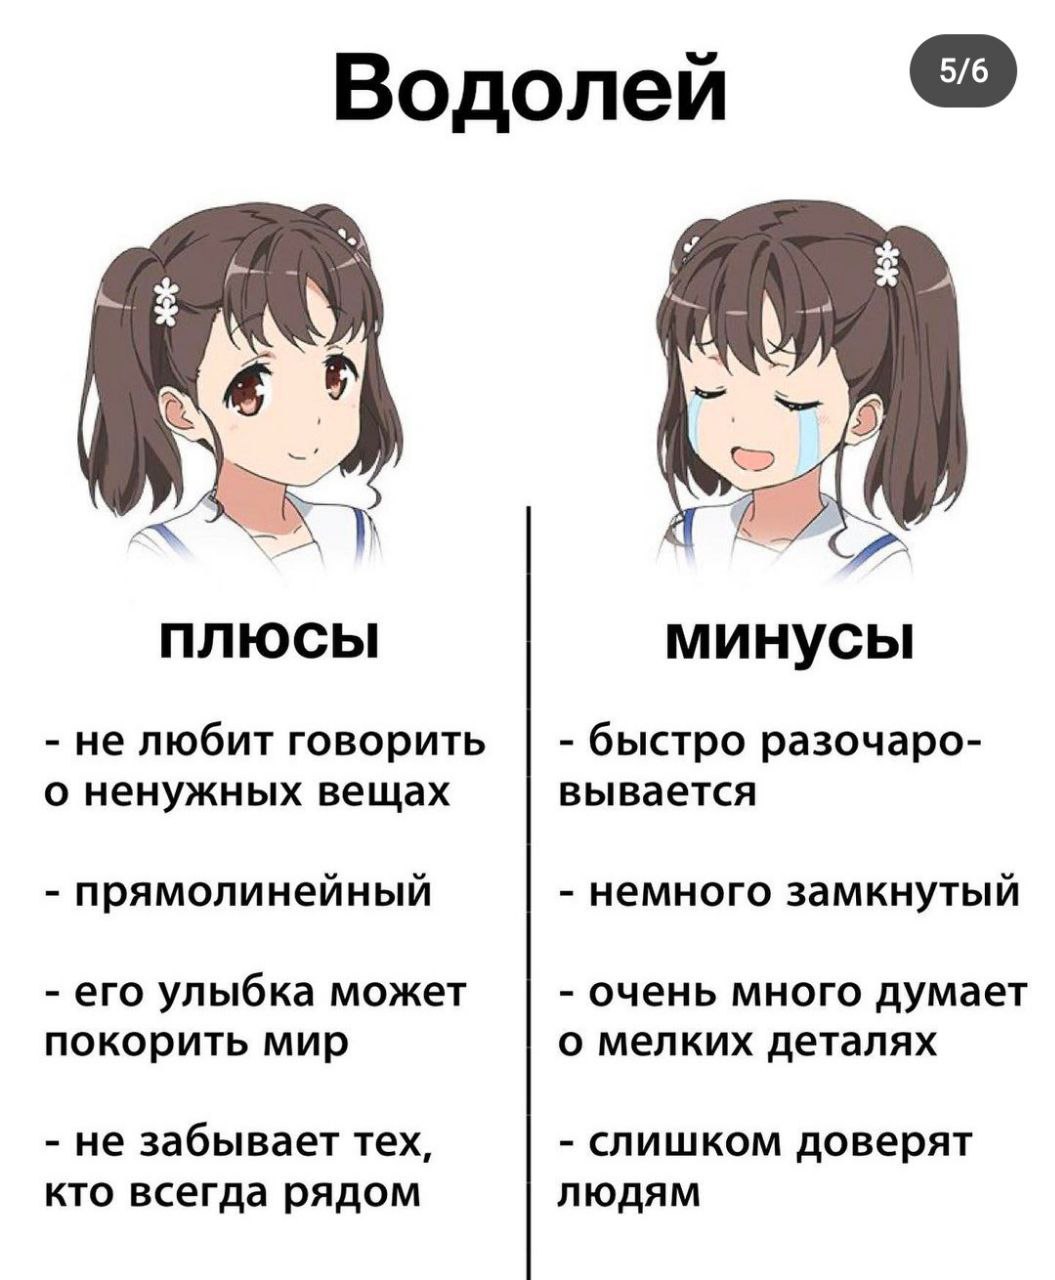 Водолей
5/6
плюсы
- не любит говорить
о ненужных вещах
- прямолинейный
- его улыбка может
покорить мир
- не забывает тех,
кто всегда рядом
минусы
- быстро разочаро-
вывается
- немного замкнутый
- очень много думает
о мелких деталях
- слишком доверят
людям